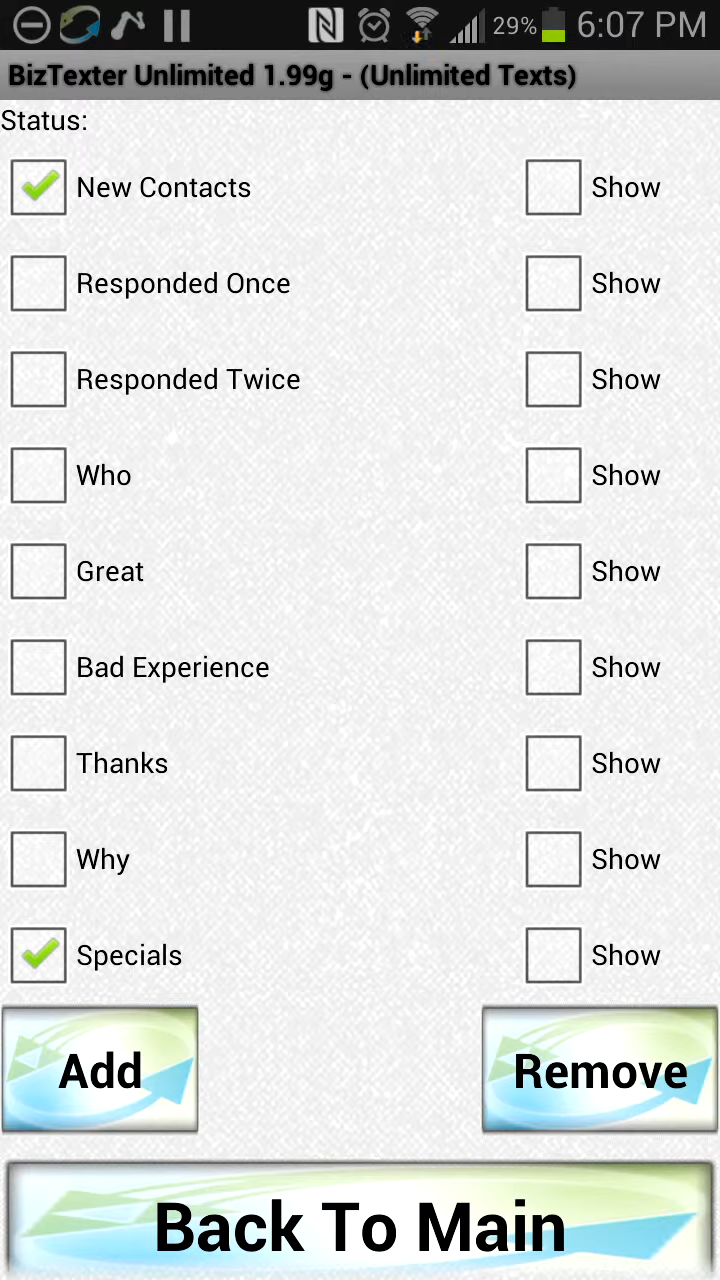 29% 6:07 PM
BizTexter Unlimited 1.99g - (Unlimited Texts)
Status:
New Contacts Show
Responded Once Show
Responded Twice Show
Who Show
Great Show
Bad Experience Show
Thanks Show
Why Show
Specials Show
Add Remove
Back To Main